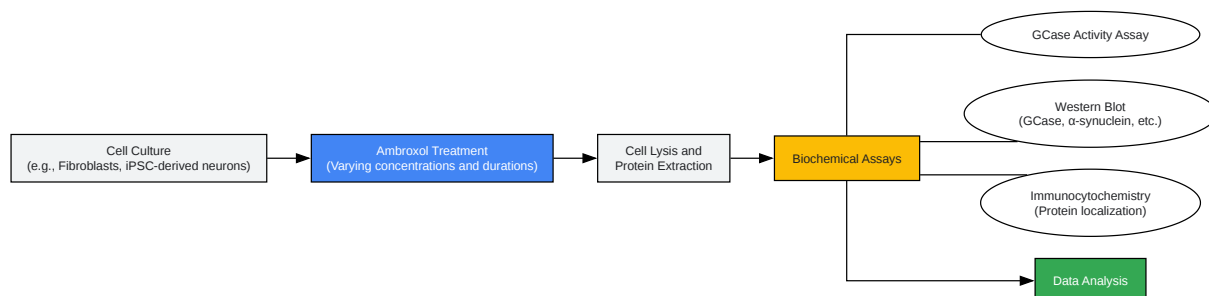 Cell Culture
(e.g., Fibroblasts, iPSC-derived neurons)
Ambroxol Treatment
(Varying concentrations and durations)
Cell Lysis and
Protein Extraction
Biochemical Assays
GCase Activity Assay
Western Blot
(GCase, α-synuclein, etc.)
Immunocytochemistry
(Protein localization)
Data Analysis